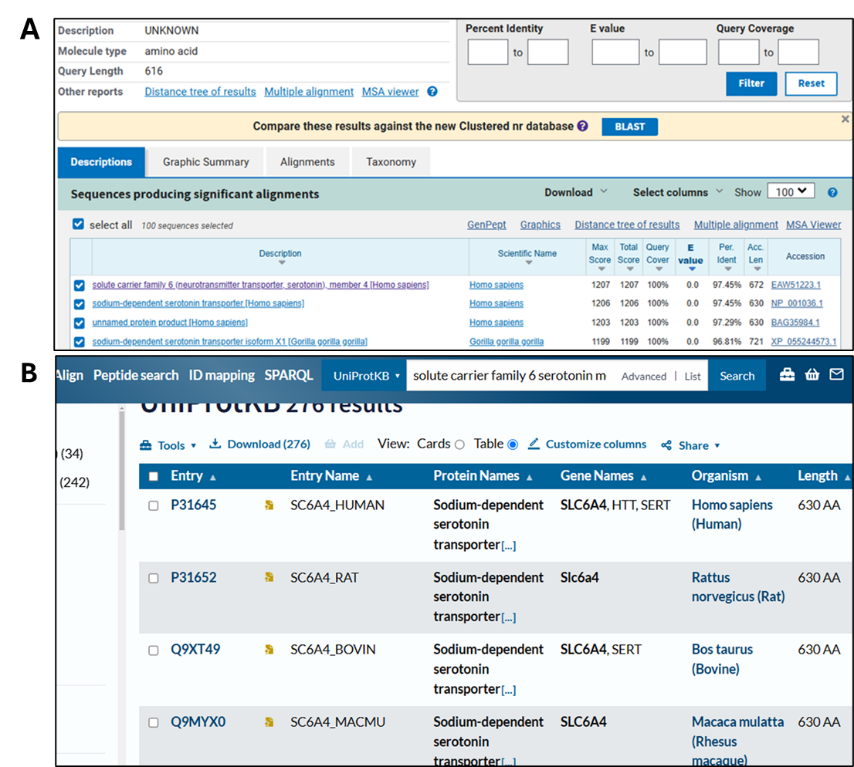 A
Description UNKNOWN
Molecule type amino acid
Query Length 616
Other reports Distance tree of results Multiple alignment MSA viewer ?
Percent Identity E value Query Coverage
to to to
Filter Reset
Compare these results against the new Clustered nr database ? BLAST ×
Descriptions Graphic Summary Alignments Taxonomy
Sequences producing significant alignments Download Select columns Show 100 ?
select all 100 sequences selected GenPept Graphics Distance tree of results Multiple alignment MSA Viewer
Description Scientific Name Max Score Total Score Query Cover E value Per. Ident Acc. Len Accession
solute carrier family 6 (neurotransmitter transporter, serotonin), member 4 [Homo sapiens] Homo sapiens 1207 1207 100% 0.0 97.45% 672 EAW51223.1
sodium-dependent serotonin transporter [Homo sapiens] Homo sapiens 1206 1206 100% 0.0 97.45% 630 NP_001036.1
unnamed protein product [Homo sapiens] Homo sapiens 1203 1203 100% 0.0 97.29% 630 BAG35984.1
sodium-dependent serotonin transporter isoform X1 [Gorilla gorilla gorilla] Gorilla gorilla gorilla 1199 1199 100% 0.0 96.81% 721 XP_055244573.1
B
Align Peptide search ID mapping SPARQL UniProtKB solute carrier family 6 serotonin m Advanced | List Search
UniProtKB 276 results
(34)
(242)
Tools Download (276) Add View: Cards Table Customize columns Share
Entry Entry Name Protein Names Gene Names Organism Length
P31645 SC6A4_HUMAN Sodium-dependent SLC6A4, HTT, SERT Homo sapiens 630 AA
serotonin (Human)
transporter[...]
P31652 SC6A4_RAT Sodium-dependent Slc6a4 Rattus 630 AA
serotonin norvegicus (Rat)
transporter[...]
Q9XT49 SC6A4_BOVIN Sodium-dependent SLC6A4, SERT Bos taurus 630 AA
serotonin (Bovine)
transporter[...]
Q9MYX0 SC6A4_MACMU Sodium-dependent SLC6A4 Macaca mulatta 630 AA
serotonin (Rhesus
transporter[...] macaque)